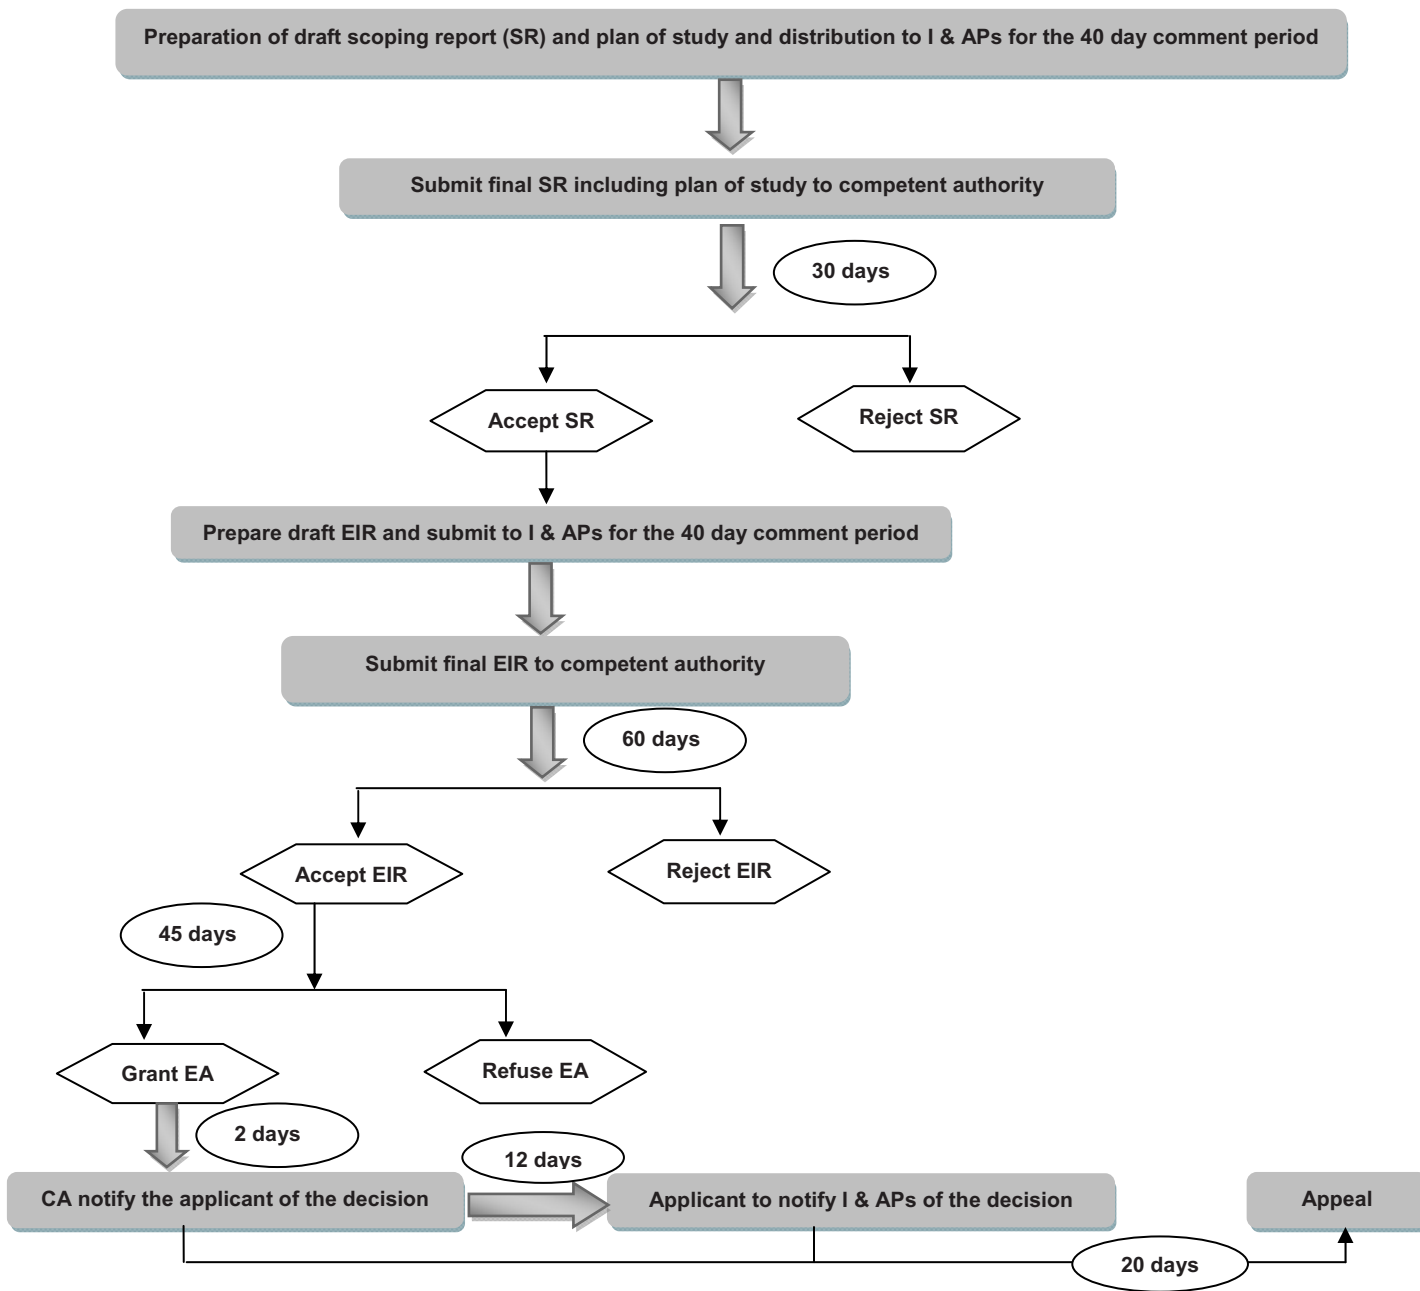 Preparation of draft scoping report (SR) and plan of study and distribution to I & APs for the 40 day comment period
Submit final SR including plan of study to competent authority
30 days
Accept SR
Reject SR
Prepare draft EIR and submit to I & APs for the 40 day comment period
Submit final EIR to competent authority
60 days
Accept EIR
Reject EIR
45 days
Grant EA
Refuse EA
2 days
12 days
CA notify the applicant of the decision
Applicant to notify I & APs of the decision
Appeal
20 days